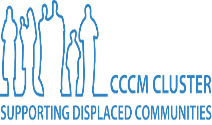 CCCM CLUSTER
SUPPORTING DISPLACED COMMUNITIES